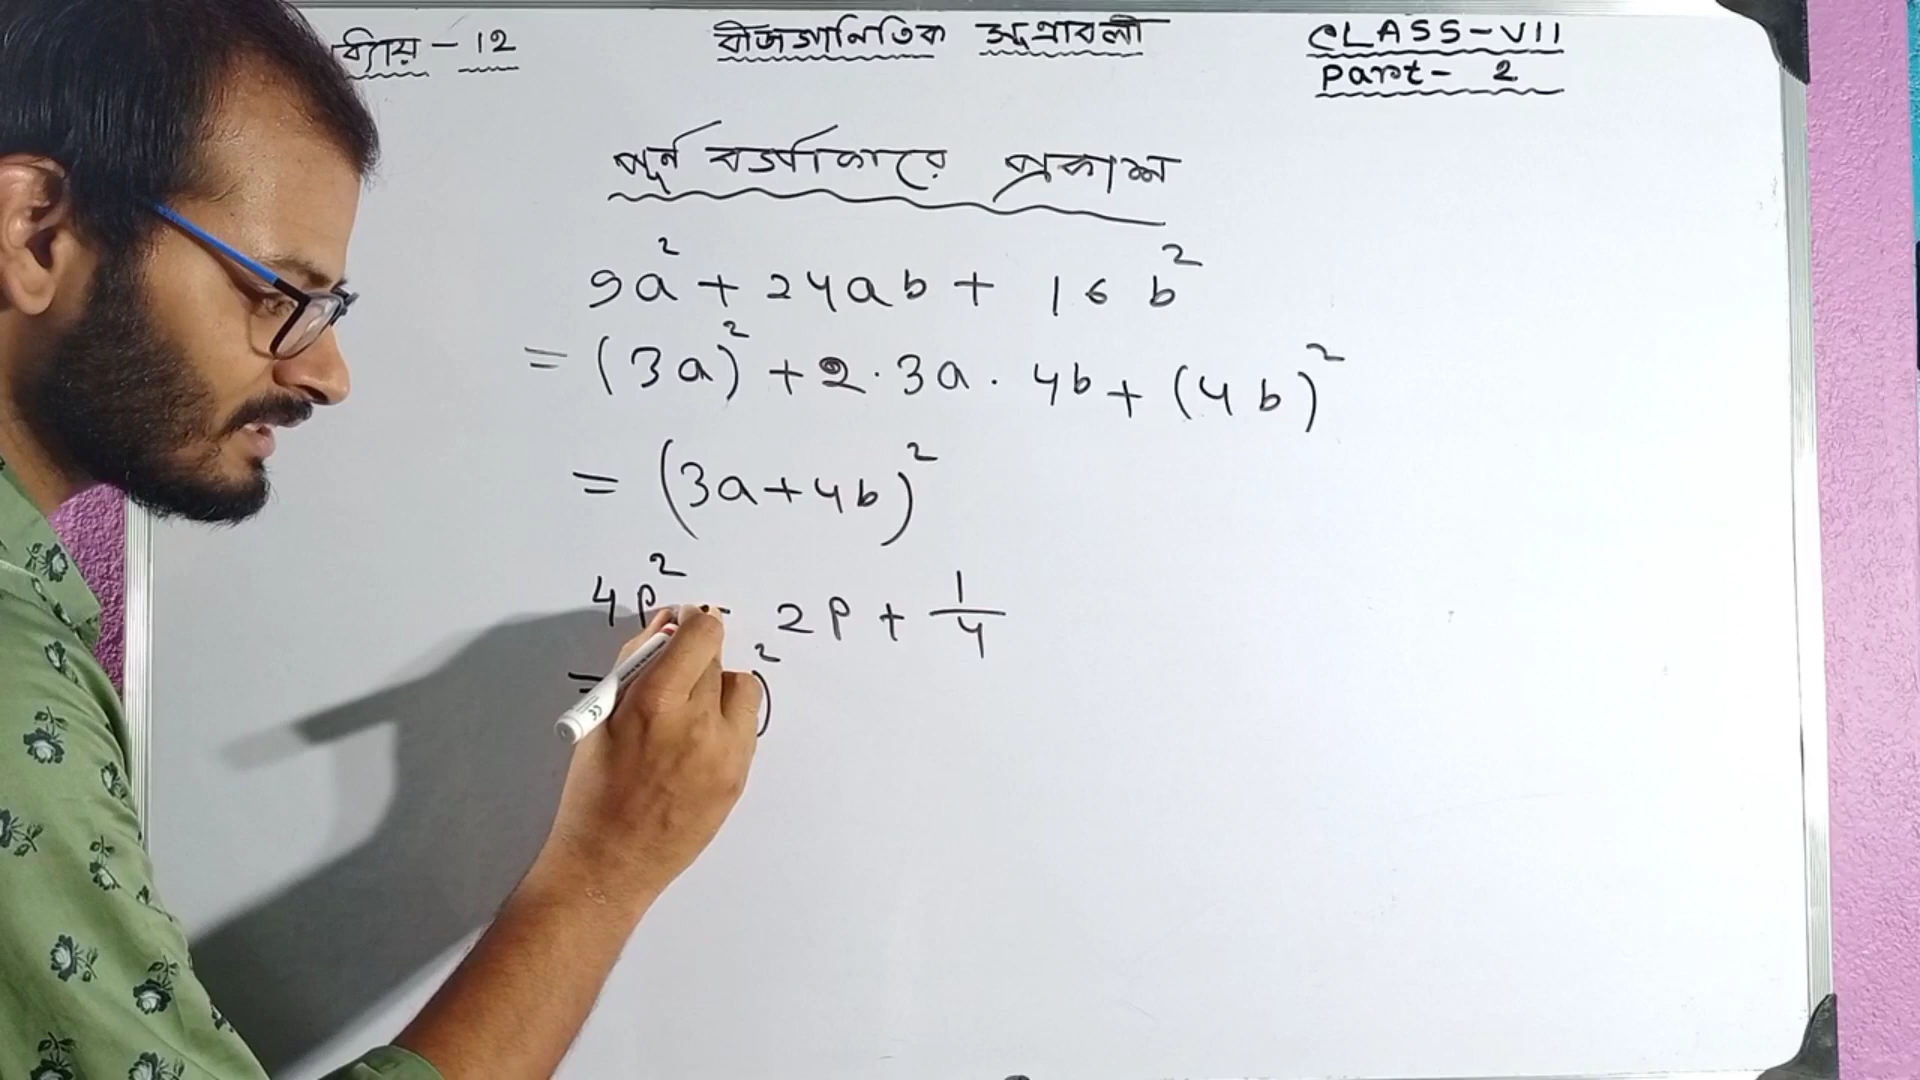 ব্যায় - 12 বীজগানিতিক সূত্রাবলী CLASS-VII
Part- 2
পূর্ন বর্গাকারে প্রকাশ
9a² + 24ab + 16b²
= (3a)² + 2·3a·4b + (4b)²
= (3a+4b)²
4p² - 2p + 1/4
= )²